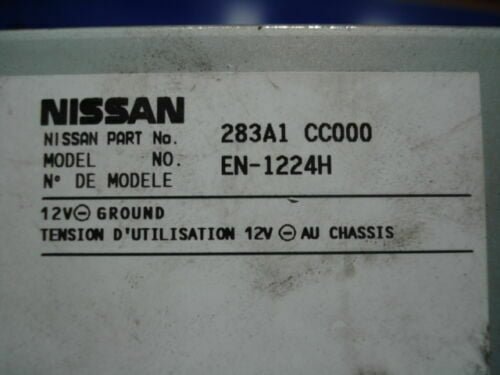 NISSAN
NISSAN PART No. 283A1 CC000
MODEL NO. EN-1224H
N° DE MODELE
12V⊖ GROUND
TENSION D'UTILISATION 12V ⊖ AU CHASSIS